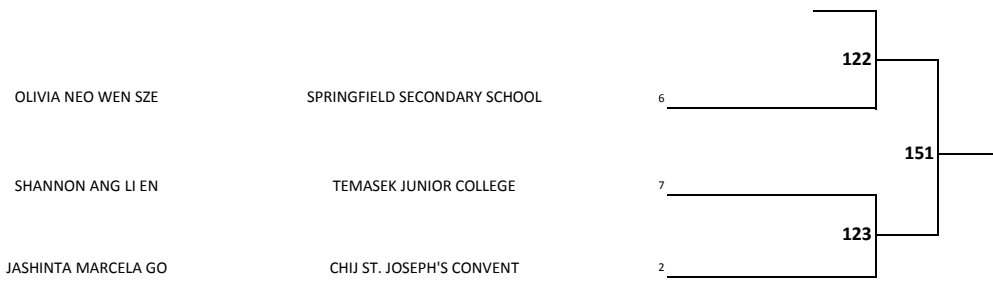 122
OLIVIA NEO WEN SZE SPRINGFIELD SECONDARY SCHOOL 6
151
SHANNON ANG LI EN TEMASEK JUNIOR COLLEGE 7
123
JASHINTA MARCELA GO CHIJ ST. JOSEPH'S CONVENT 2